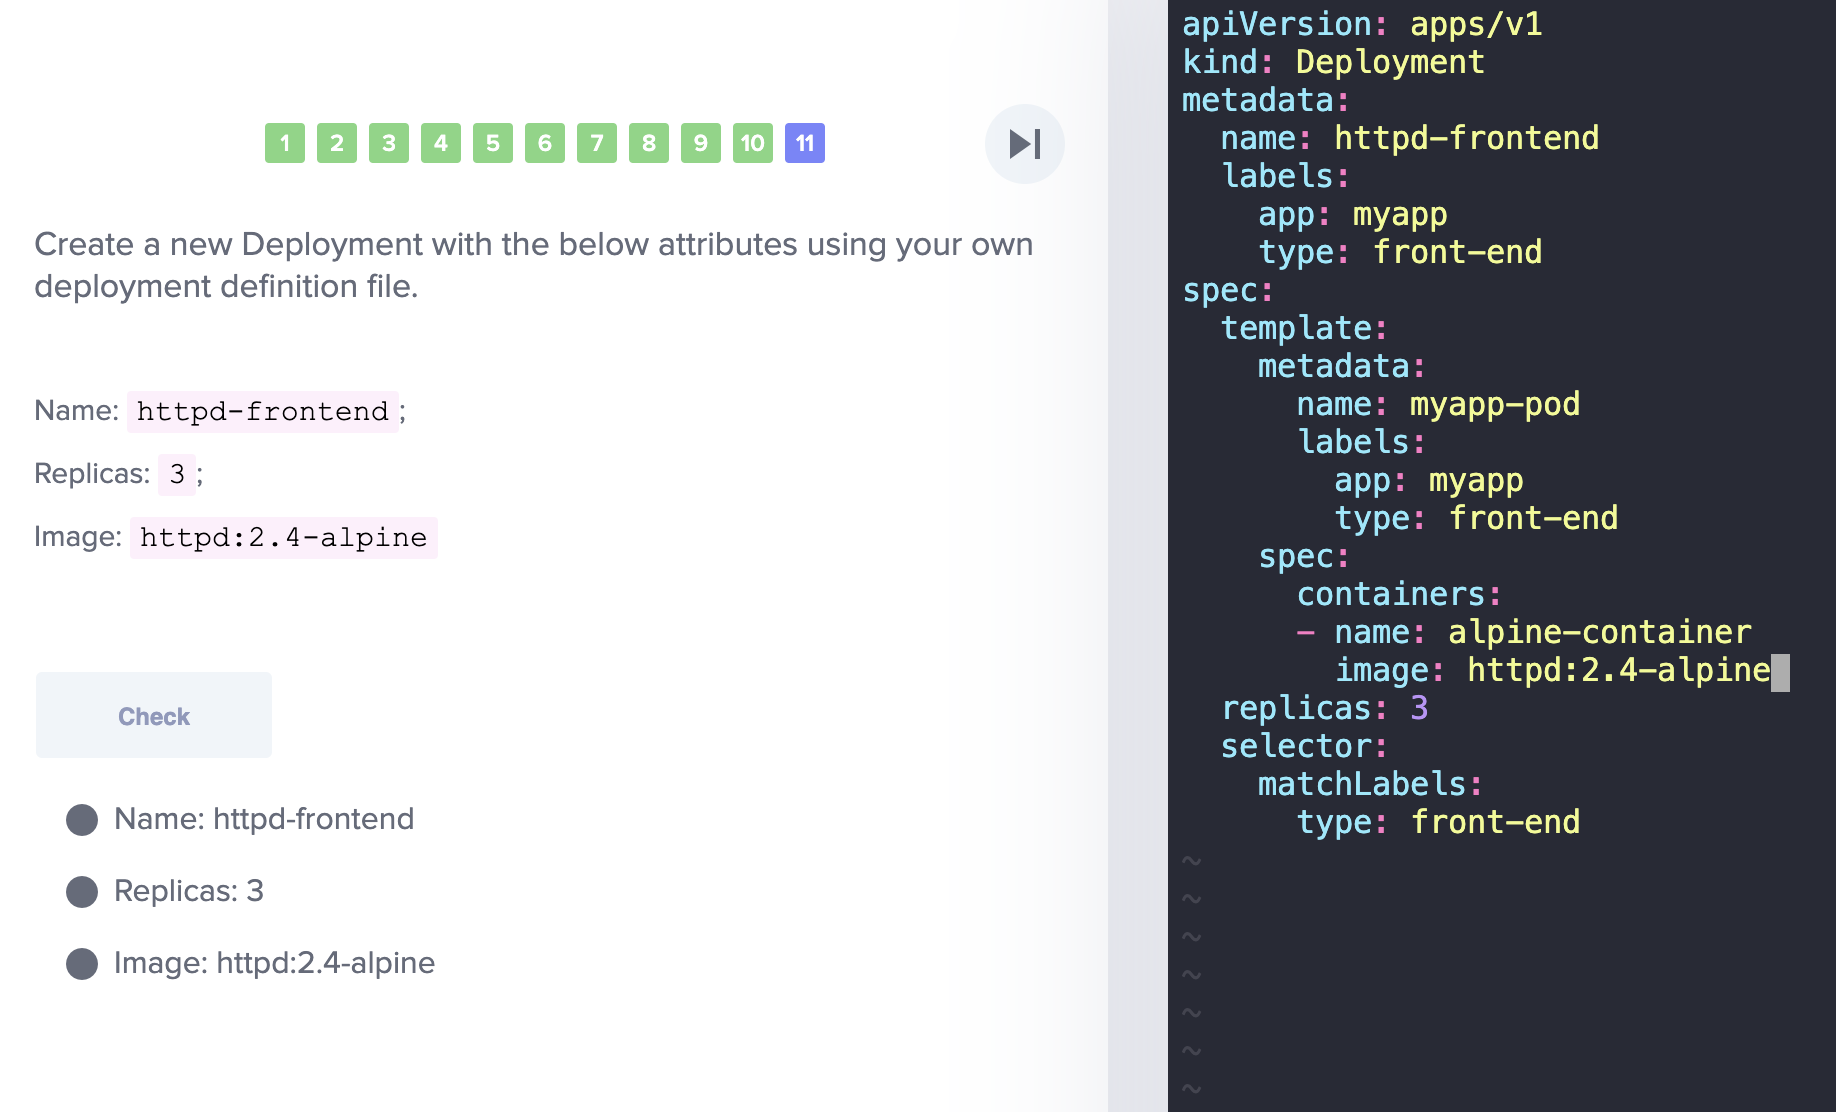 1 2 3 4 5 6 7 8 9 10 11
Create a new Deployment with the below attributes using your own
deployment definition file.
Name: httpd-frontend;
Replicas: 3;
Image: httpd:2.4-alpine
Check
Name: httpd-frontend
Replicas: 3
Image: httpd:2.4-alpine
apiVersion: apps/v1
kind: Deployment
metadata:
  name: httpd-frontend
  labels:
    app: myapp
    type: front-end
spec:
  template:
    metadata:
      name: myapp-pod
      labels:
        app: myapp
        type: front-end
    spec:
      containers:
      - name: alpine-container
        image: httpd:2.4-alpine
  replicas: 3
  selector:
    matchLabels:
      type: front-end
~
~
~
~
~
~
~